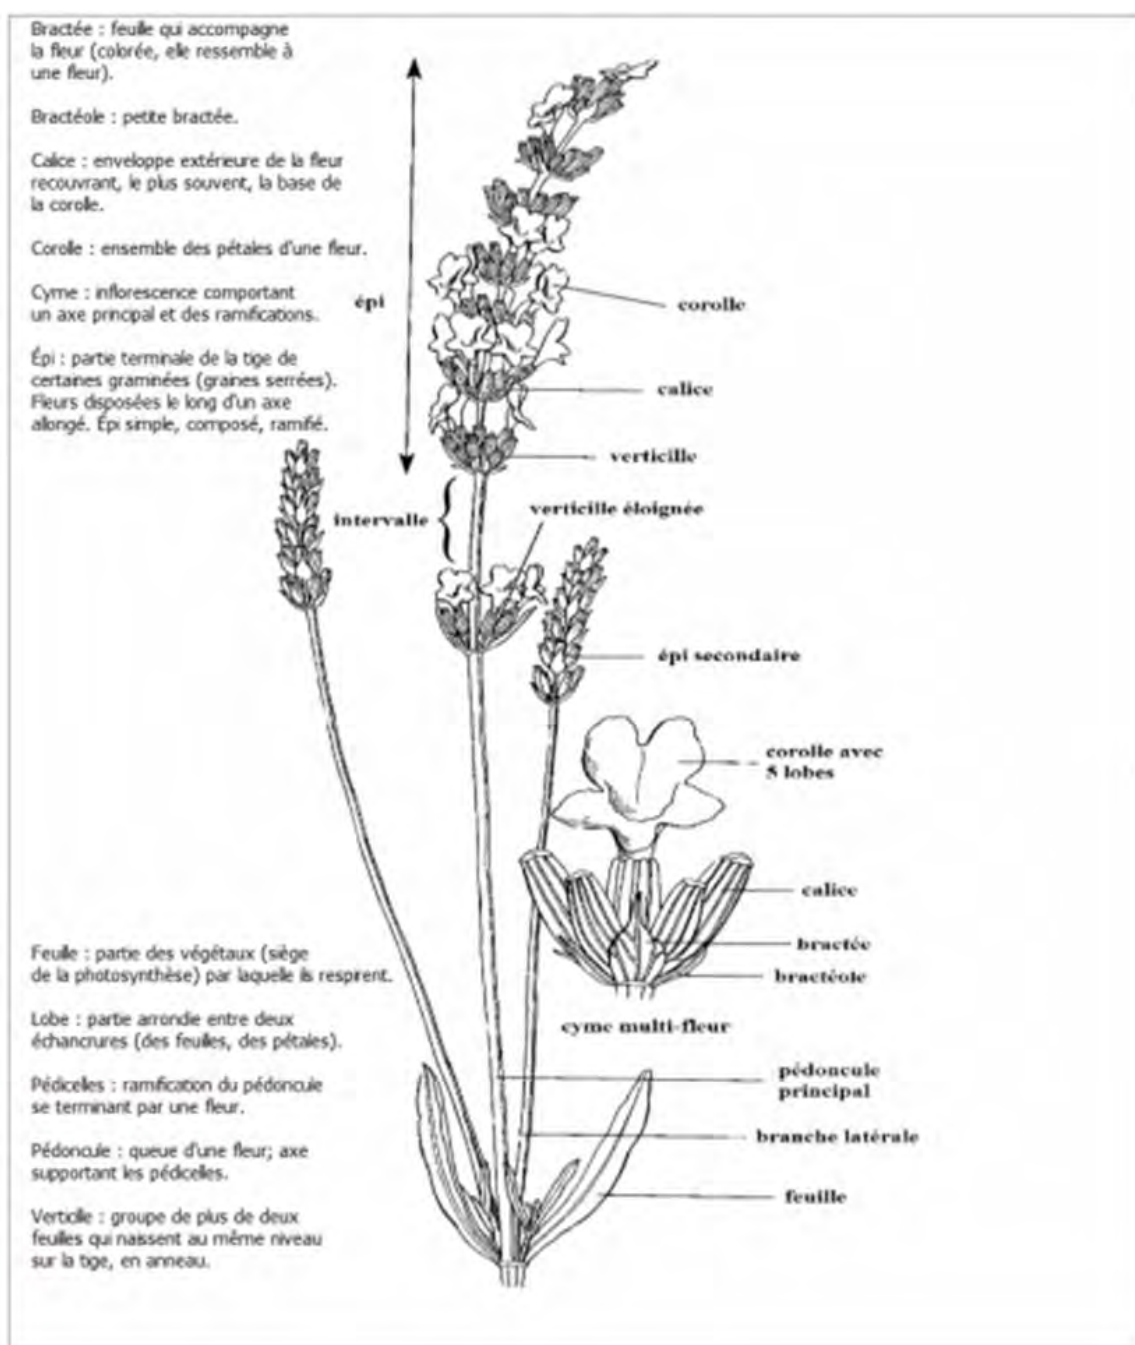 Bractée : feuille qui accompagne
la fleur (colorée, elle ressemble à
une fleur).
Bractéole : petite bractée.
Calice : enveloppe extérieure de la fleur
recouvrant, le plus souvent, la base de
la corolle.
Corolle : ensemble des pétales d'une fleur.
Cyme : inflorescence comportant
un axe principal et des ramifications.
Épi : partie terminale de la tige de
certaines graminées (graines serrées).
Fleurs disposées le long d'un axe
allongé. Épi simple, composé, ramifié.
épi
corolle
calice
verticille
intervalle
verticille éloignée
épi secondaire
corolle avec
5 lobes
calice
bractée
bractéole
cyme multi-fleur
Feuille : partie des végétaux (siège
de la photosynthèse) par laquelle ils respirent.
Lobe : partie arrondie entre deux
échancrures (des feuilles, des pétales).
Pédicelles : ramification du pédoncule
se terminant par une fleur.
Pédoncule : queue d'une fleur; axe
supportant les pédicelles.
Verticille : groupe de plus de deux
feuilles qui naissent au même niveau
sur la tige, en anneau.
pédoncule
principal
branche latérale
feuille